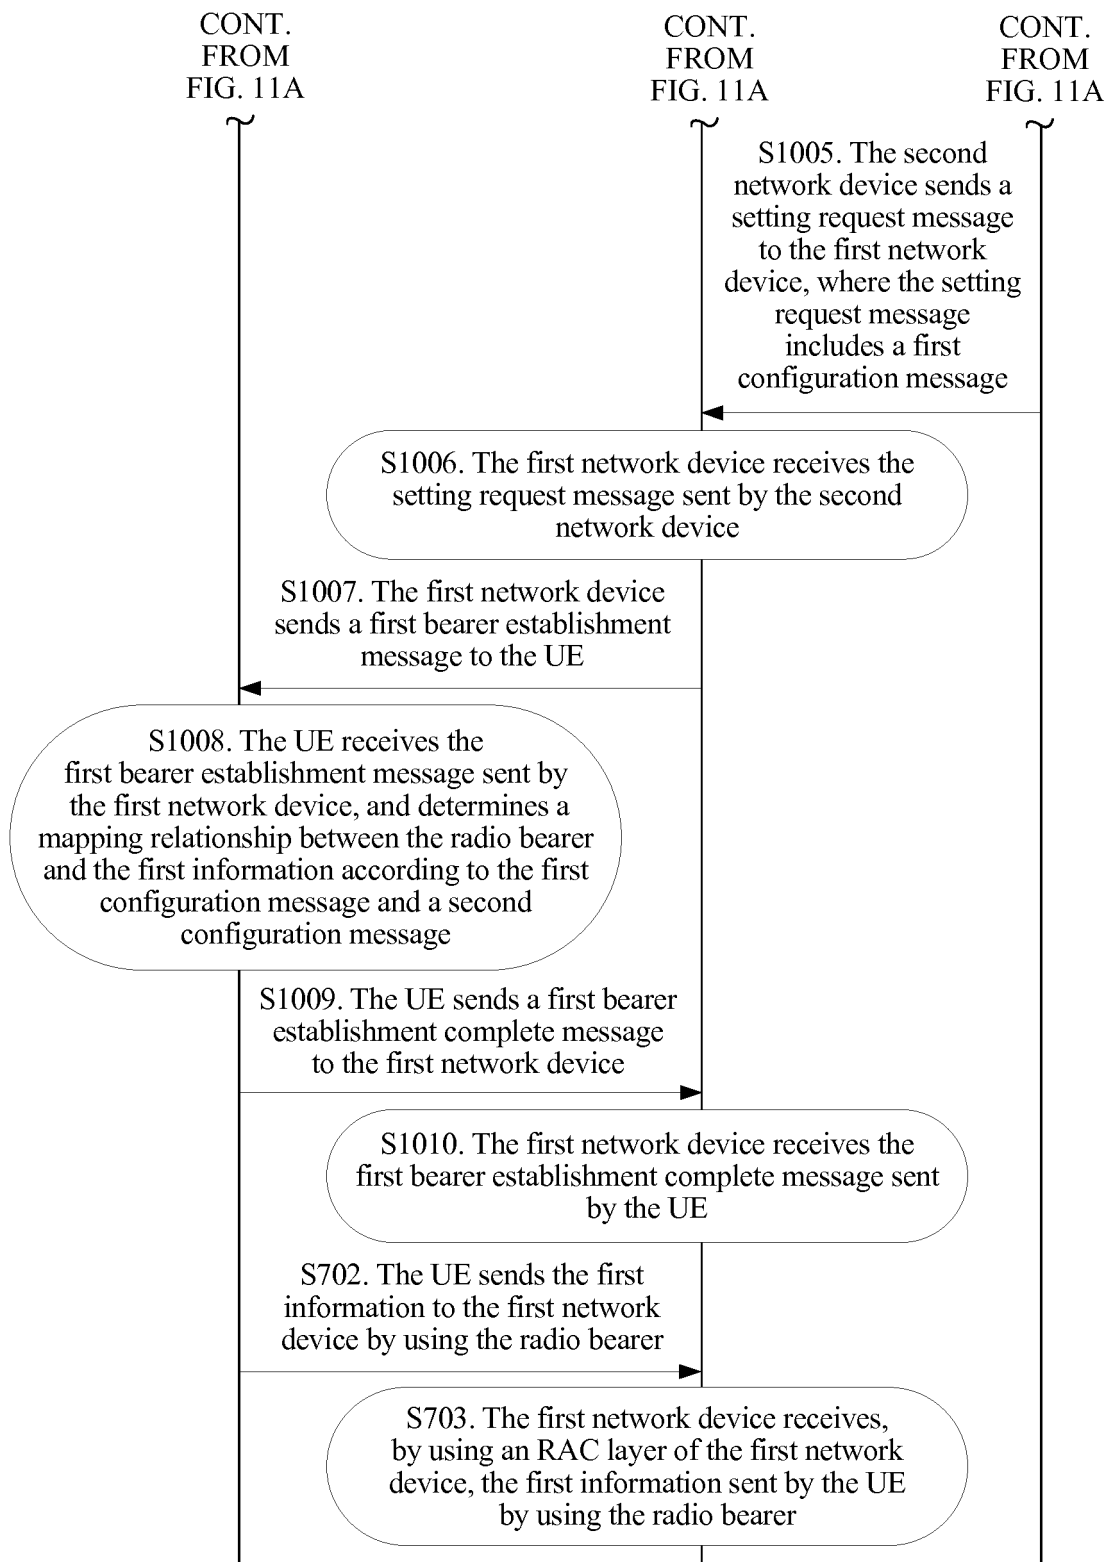 CONT.
FROM
FIG. 11A
CONT.
FROM
FIG. 11A
CONT.
FROM
FIG. 11A
S1005. The second
network device sends a
setting request message
to the first network
device, where the setting
request message
includes a first
configuration message
S1006. The first network device receives the
setting request message sent by the second
network device
S1007. The first network device
sends a first bearer establishment
message to the UE
S1008. The UE receives the
first bearer establishment message sent by
the first network device, and determines a
mapping relationship between the radio bearer
and the first information according to the first
configuration message and a second
configuration message
S1009. The UE sends a first bearer
establishment complete message
to the first network device
S1010. The first network device receives the
first bearer establishment complete message sent
by the UE
S702. The UE sends the first
information to the first network
device by using the radio bearer
S703. The first network device receives,
by using an RAC layer of the first network
device, the first information sent by the UE
by using the radio bearer